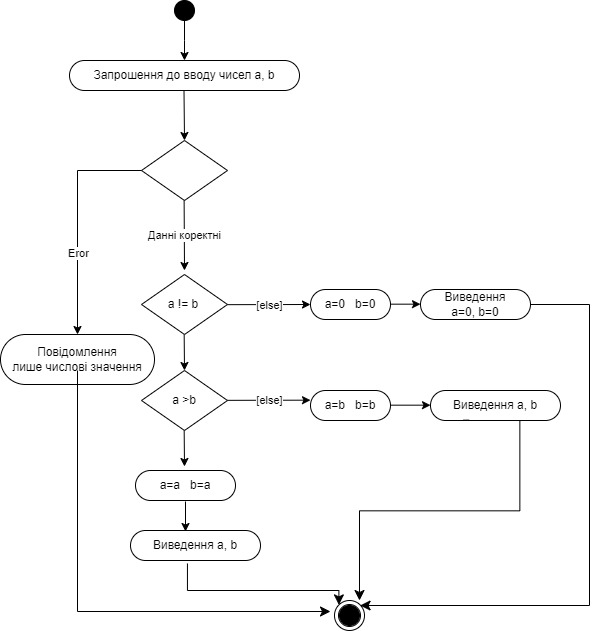 Запрошення до вводу чисел a, b
Данні коректні
Eror
a != b
[else]
a=0 b=0
Виведення
a=0, b=0
Повідомлення
лише числові значення
a >b
[else]
a=b b=b
Виведення a, b
a=a b=a
Виведення a, b